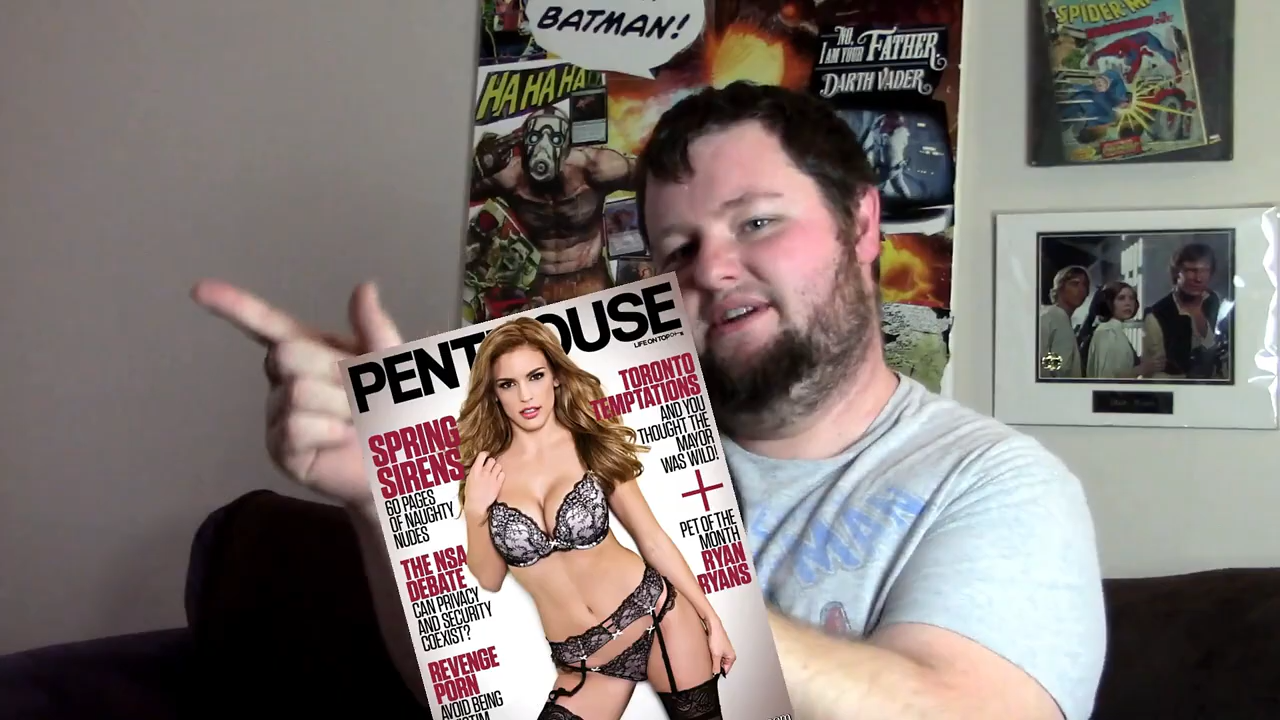 BATMAN!
HA HA HA
NO,
I AM YOUR FATHER.
DARTH VADER
SPIDER-MAN
PENTHOUSE
LIFE ON TOP
TORONTO
TEMPTATIONS
AND YOU
THOUGHT THE
MAYOR
WAS WILD!
+
PET OF THE
MONTH
RYAN
RYANS
SPRING
SIRENS
60 PAGES
OF NAUGHTY
NUDES
THE NSA
DEBATE
CAN PRIVACY
AND SECURITY
COEXIST?
REVENGE
PORN
AVOID BEING
MAN